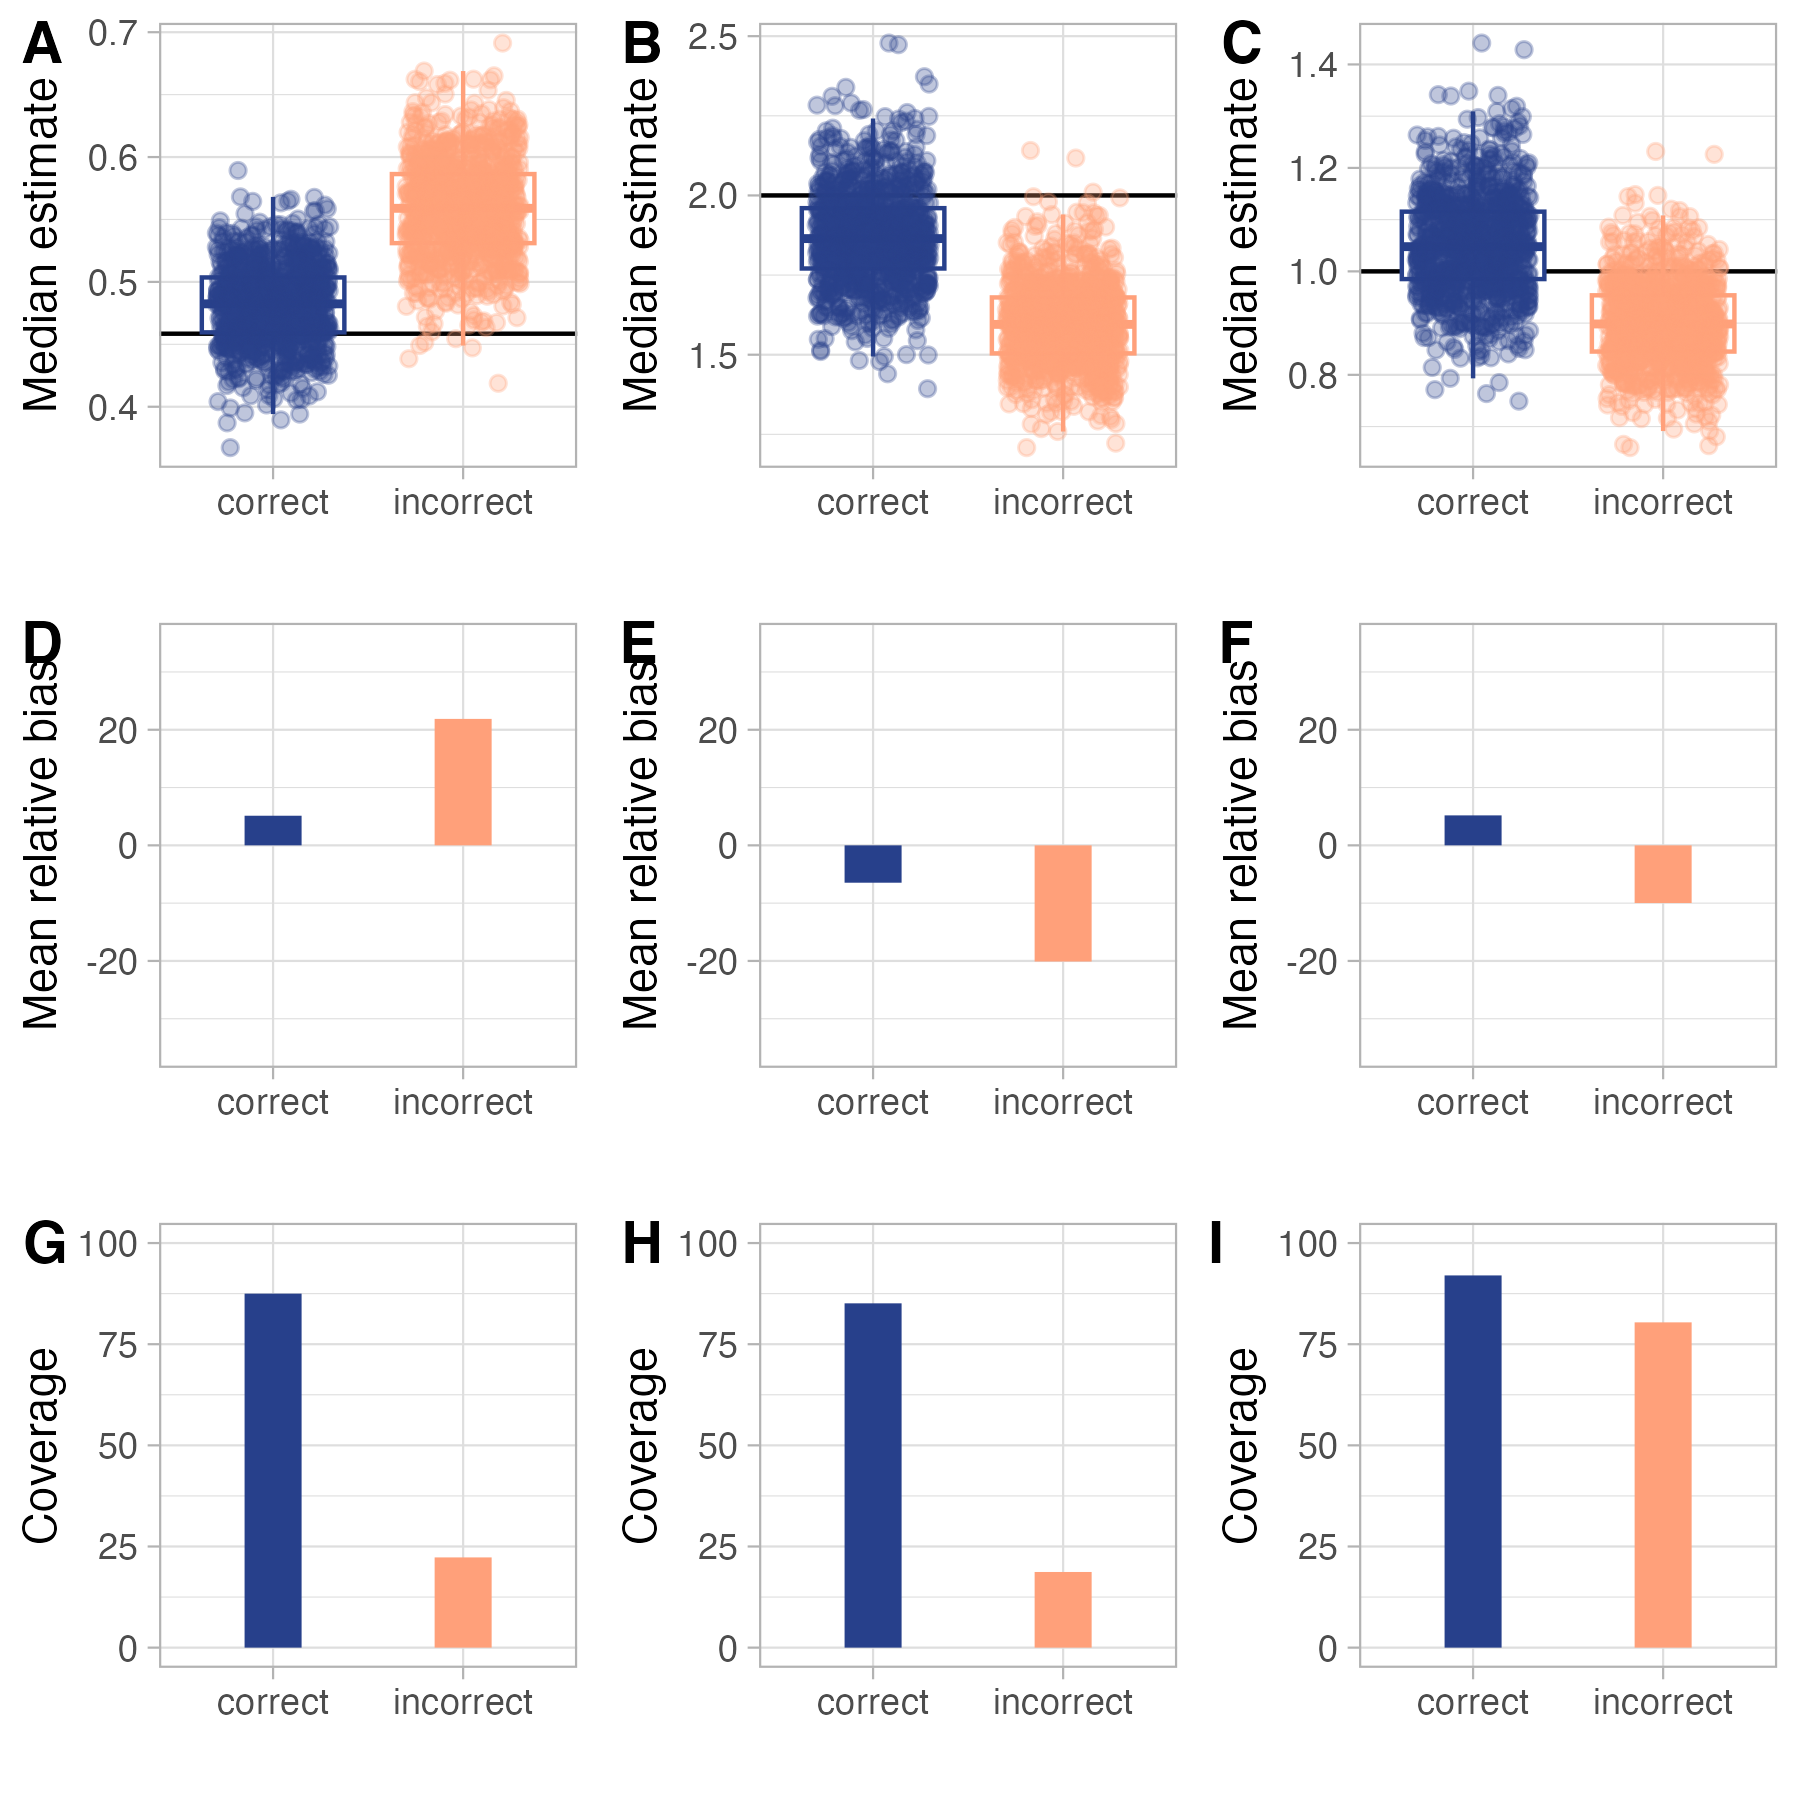 A
Median estimate
0.7
0.6
0.5
0.4
correct incorrect
B
Median estimate
2.5
2.0
1.5
correct incorrect
C
Median estimate
1.4
1.2
1.0
0.8
correct incorrect
D
Mean relative bias
20
0
-20
correct incorrect
E
Mean relative bias
20
0
-20
correct incorrect
F
Mean relative bias
20
0
-20
correct incorrect
G
Coverage
100
75
50
25
0
correct incorrect
H
Coverage
100
75
50
25
0
correct incorrect
I
Coverage
100
75
50
25
0
correct incorrect